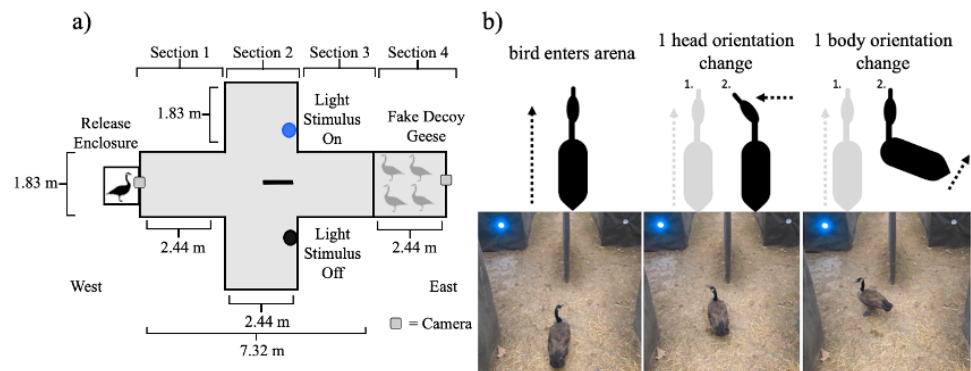 a)
Section 1 Section 2 Section 3 Section 4
1.83 m
Light
Stimulus
On
Fake Decoy
Geese
Release
Enclosure
1.83 m
2.44 m
Light
Stimulus
Off
2.44 m
West
East
2.44 m
= Camera
7.32 m
b)
bird enters arena
1 head orientation
change
1 body orientation
change
1.
2.
1.
2.